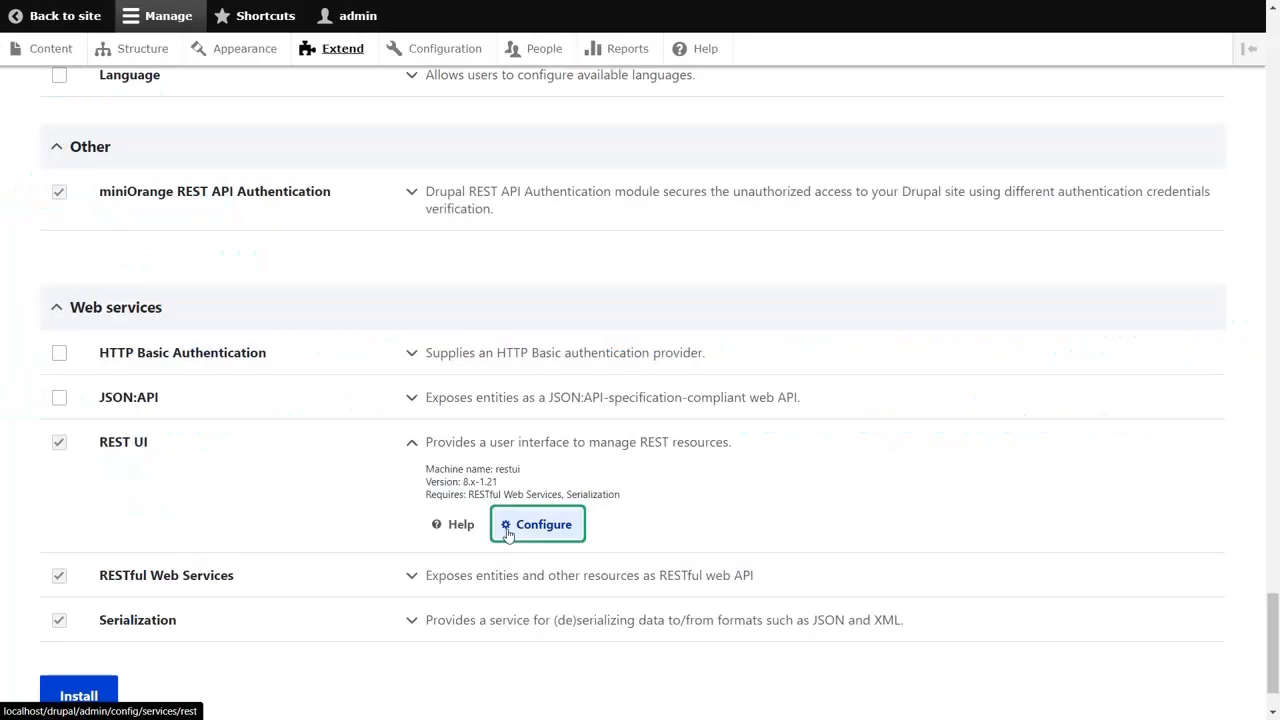 Back to site Manage Shortcuts admin
Content Structure Appearance Extend Configuration People Reports Help
Language Allows users to configure available languages.
Other
miniOrange REST API Authentication Drupal REST API Authentication module secures the unauthorized access to your Drupal site using different authentication credentials
verification.
Web services
HTTP Basic Authentication Supplies an HTTP Basic authentication provider.
JSON:API Exposes entities as a JSON:API-specification-compliant web API.
REST UI Provides a user interface to manage REST resources.
Machine name: restui
Version: 8.x-1.21
Requires: RESTful Web Services, Serialization
Help Configure
RESTful Web Services Exposes entities and other resources as RESTful web API
Serialization Provides a service for (de)serializing data to/from formats such as JSON and XML.
Install
localhost/drupal/admin/config/services/rest